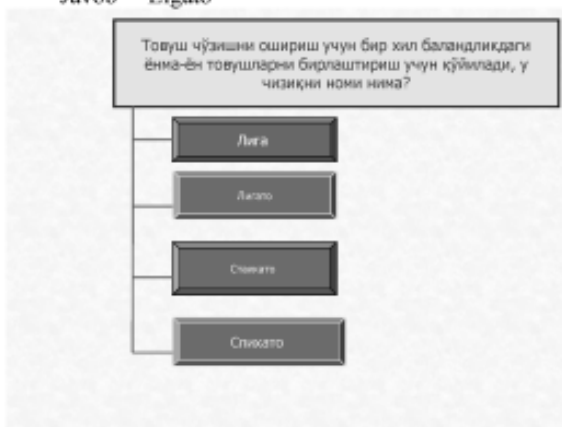 Товуш чўзишни ошириш учун бир хил баландликдаги
ёнма-ён товушларни бирлаштириш учун қўйилади, у
чизиқни номи нима?
Лига
Лигато
Стаккато
Спикато